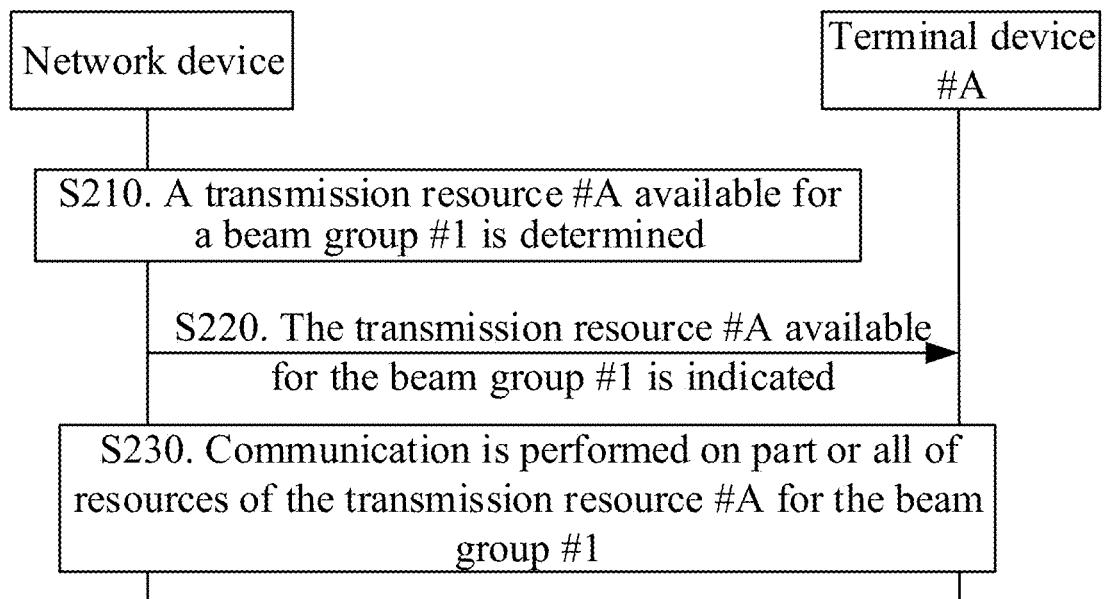 Network device
Terminal device
#A
S210. A transmission resource #A available for
a beam group #1 is determined
S220. The transmission resource #A available
for the beam group #1 is indicated
S230. Communication is performed on part or all of
resources of the transmission resource #A for the beam
group #1